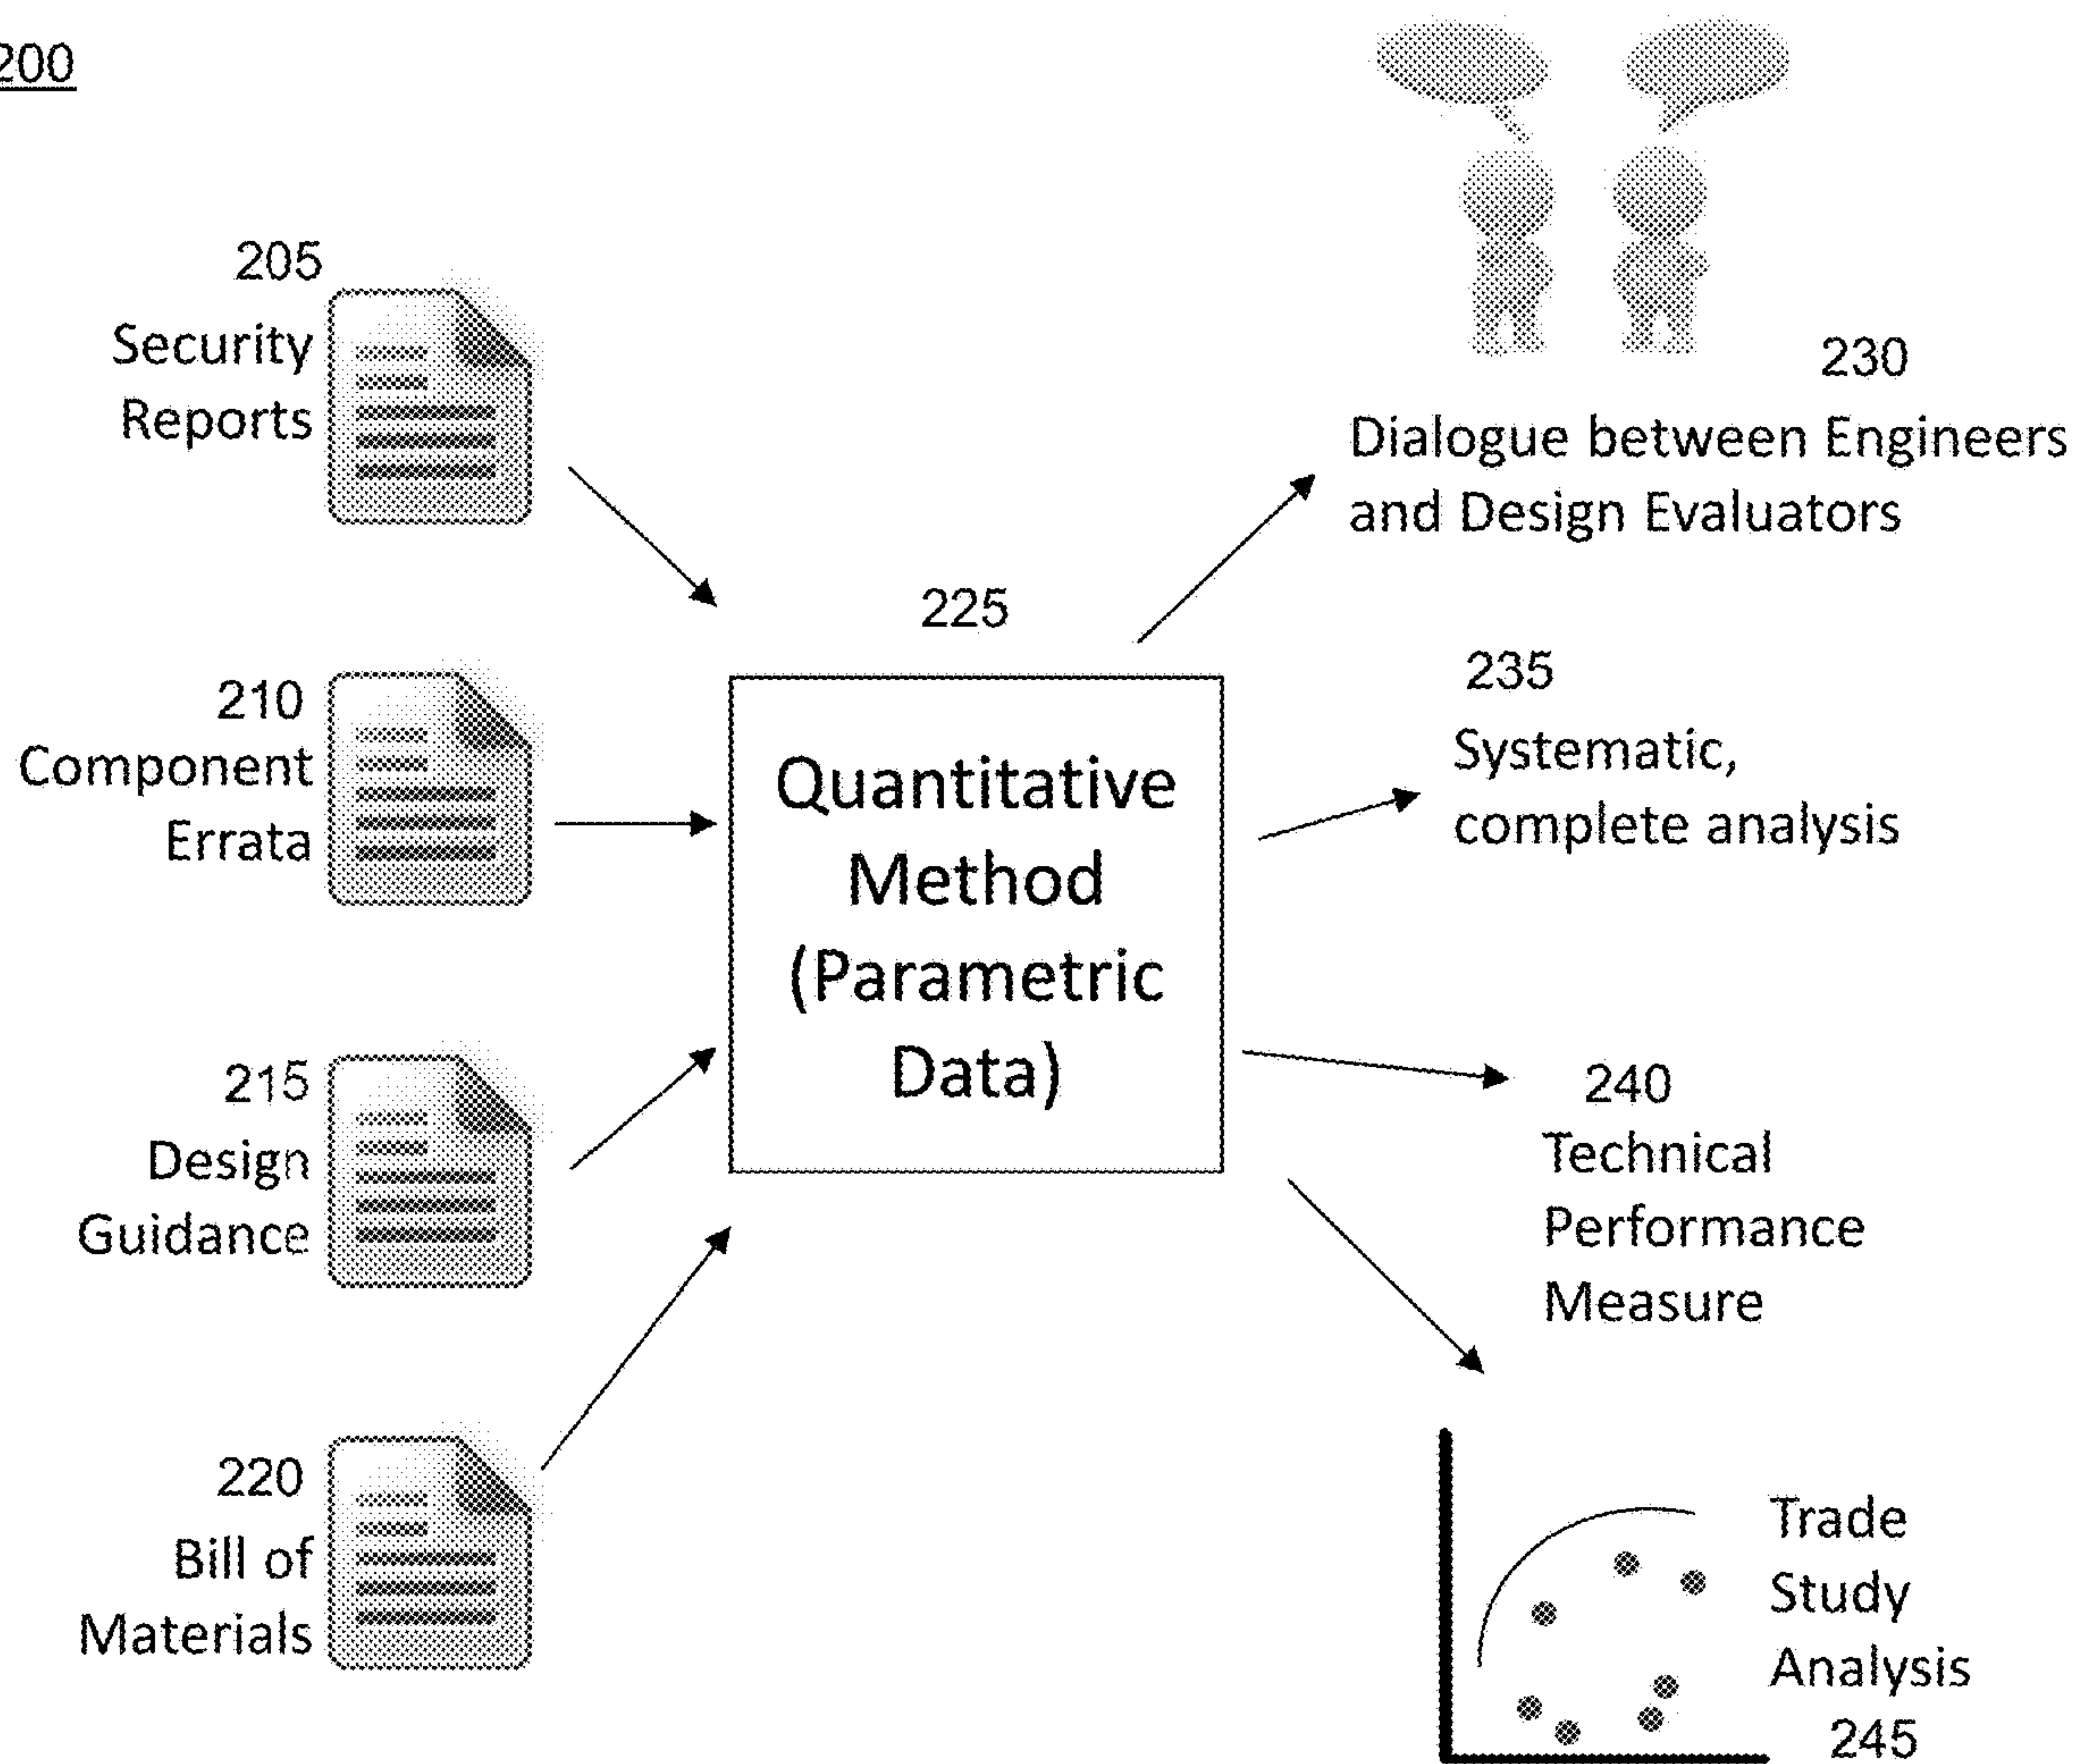 200
205
Security
Reports
210
Component
Errata
215
Design
Guidance
220
Bill of
Materials
225
Quantitative
Method
(Parametric
Data)
230
Dialogue between Engineers
and Design Evaluators
235
Systematic,
complete analysis
240
Technical
Performance
Measure
Trade
Study
Analysis
245